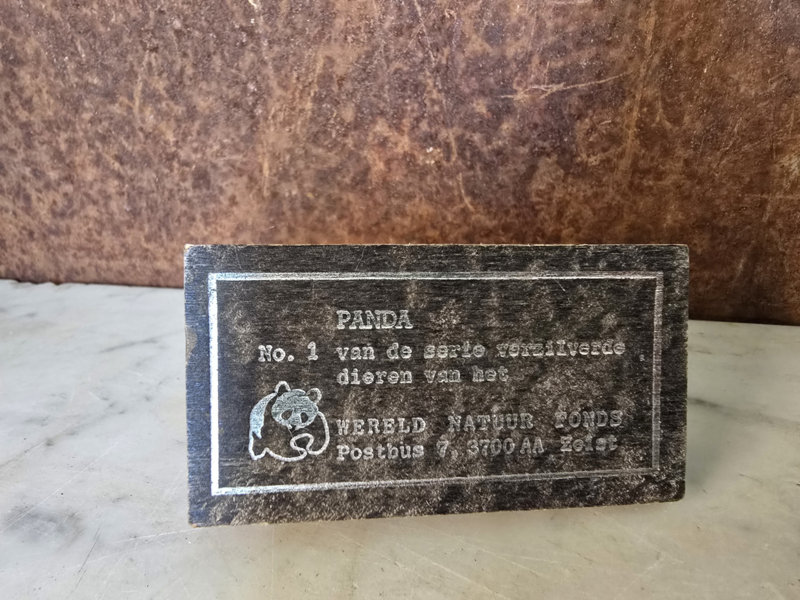 PANDA
No. 1 van de serie verzilverde
dieren van het
WERELD NATUUR FONDS
Postbus 7, 3700 AA Zeist